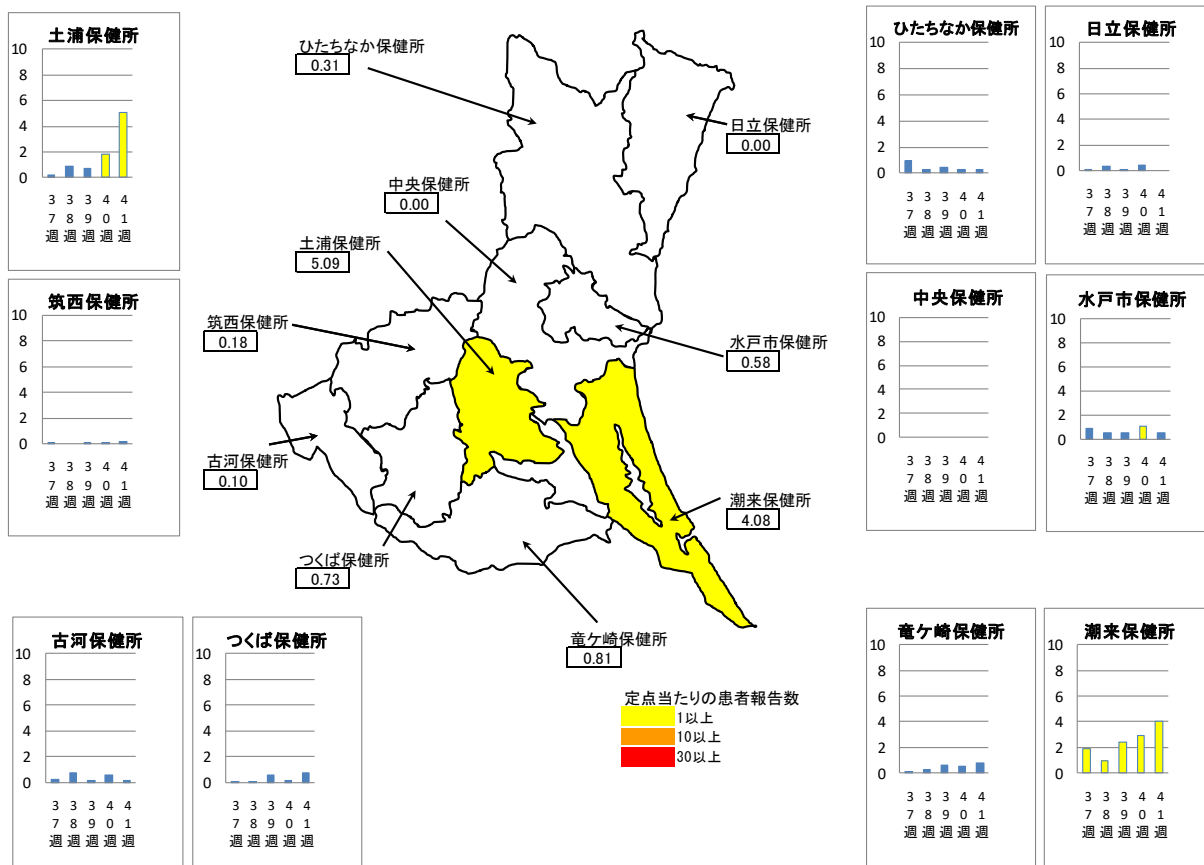 土浦保健所
10
8
6
4
2
0
37週
38週
39週
40週
41週
筑西保健所
10
8
6
4
2
0
37週
38週
39週
40週
41週
ひたちなか保健所
0.31
日立保健所
0.00
中央保健所
0.00
土浦保健所
5.09
筑西保健所
0.18
水戸市保健所
0.58
古河保健所
0.10
潮来保健所
4.08
つくば保健所
0.73
竜ケ崎保健所
0.81
定点当たりの患者報告数
1以上
10以上
30以上
ひたちなか保健所
10
8
6
4
2
0
37週
38週
39週
40週
41週
日立保健所
10
8
6
4
2
0
37週
38週
39週
40週
41週
中央保健所
10
8
6
4
2
0
37週
38週
39週
40週
41週
水戸市保健所
10
8
6
4
2
0
37週
38週
39週
40週
41週
古河保健所
10
8
6
4
2
0
37週
38週
39週
40週
41週
つくば保健所
10
8
6
4
2
0
37週
38週
39週
40週
41週
竜ケ崎保健所
10
8
6
4
2
0
37週
38週
39週
40週
41週
潮来保健所
10
8
6
4
2
0
37週
38週
39週
40週
41週